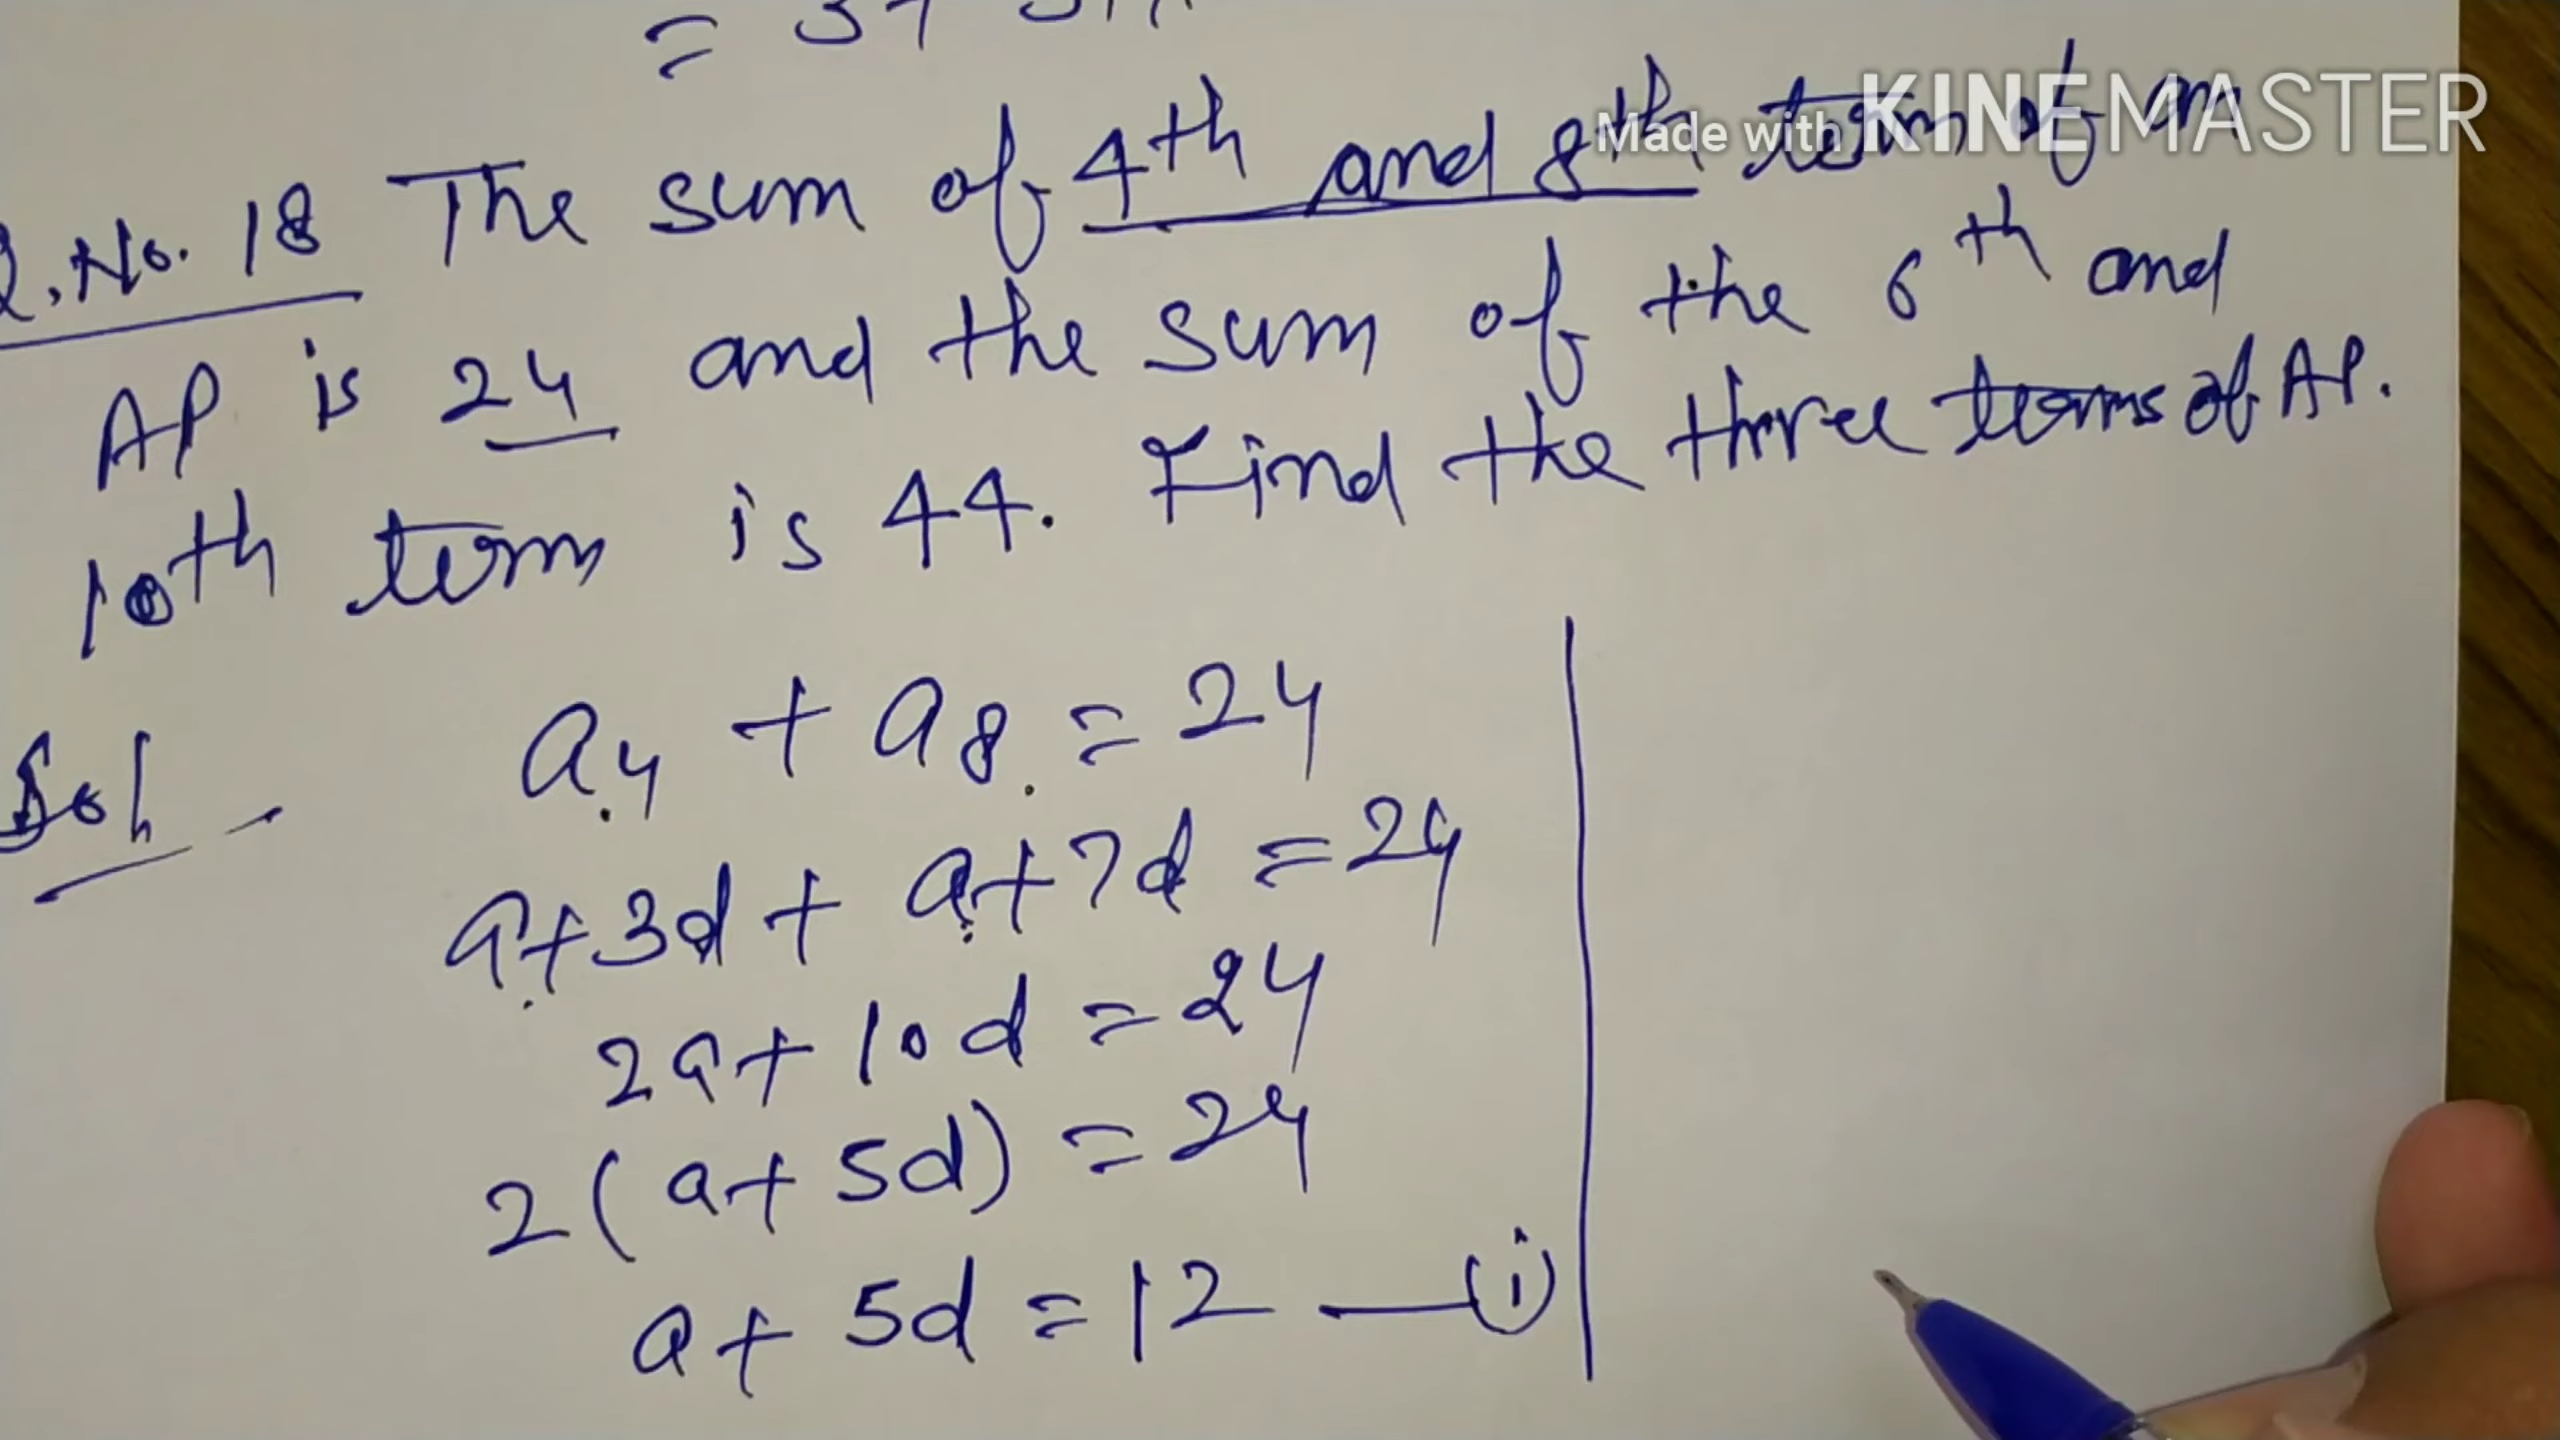 Q.No. 18 The sum of 4th and 8th term of an
AP is 24 and the sum of the 6th and
10th term is 44. Find the three terms of AP.
Sol
a4 + a8 = 24
a+3d + a+7d = 24
2a+10d = 24
2(a+5d) = 24
a+5d = 12 — (i)
Made with KINEMASTER